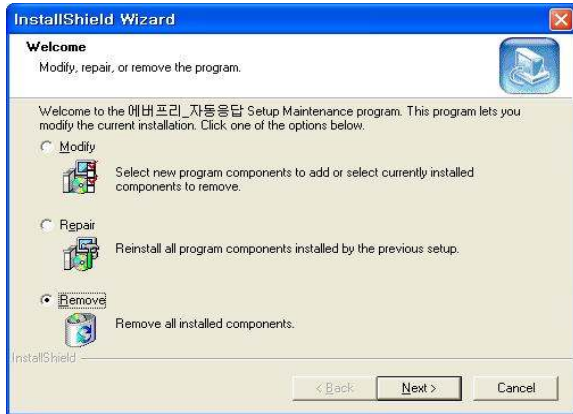 InstallShield Wizard
Welcome
Modify, repair, or remove the program.
Welcome to the 에버프리_자동응답 Setup Maintenance program. This program lets you
modify the current installation. Click one of the options below.
Modify
Select new program components to add or select currently installed
components to remove.
Repair
Reinstall all program components installed by the previous setup.
Remove
Remove all installed components.
InstallShield
< Back Next > Cancel